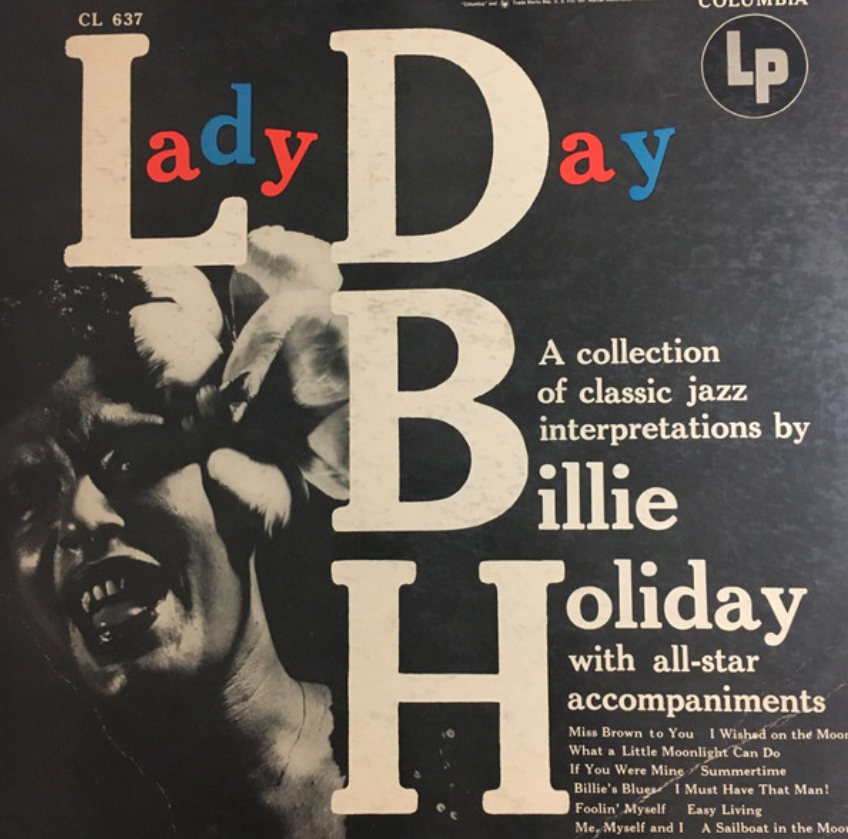 CL 637
COLUMBIA
Lp
Lady Day
A collection
of classic jazz
interpretations by
Billie
Holiday
with all-star
accompaniments
Miss Brown to You I Wished on the Moon
What a Little Moonlight Can Do
If You Were Mine Summertime
Billie's Blues I Must Have That Man!
Foolin' Myself Easy Living
Me, Myself and I A Sailboat in the Moon